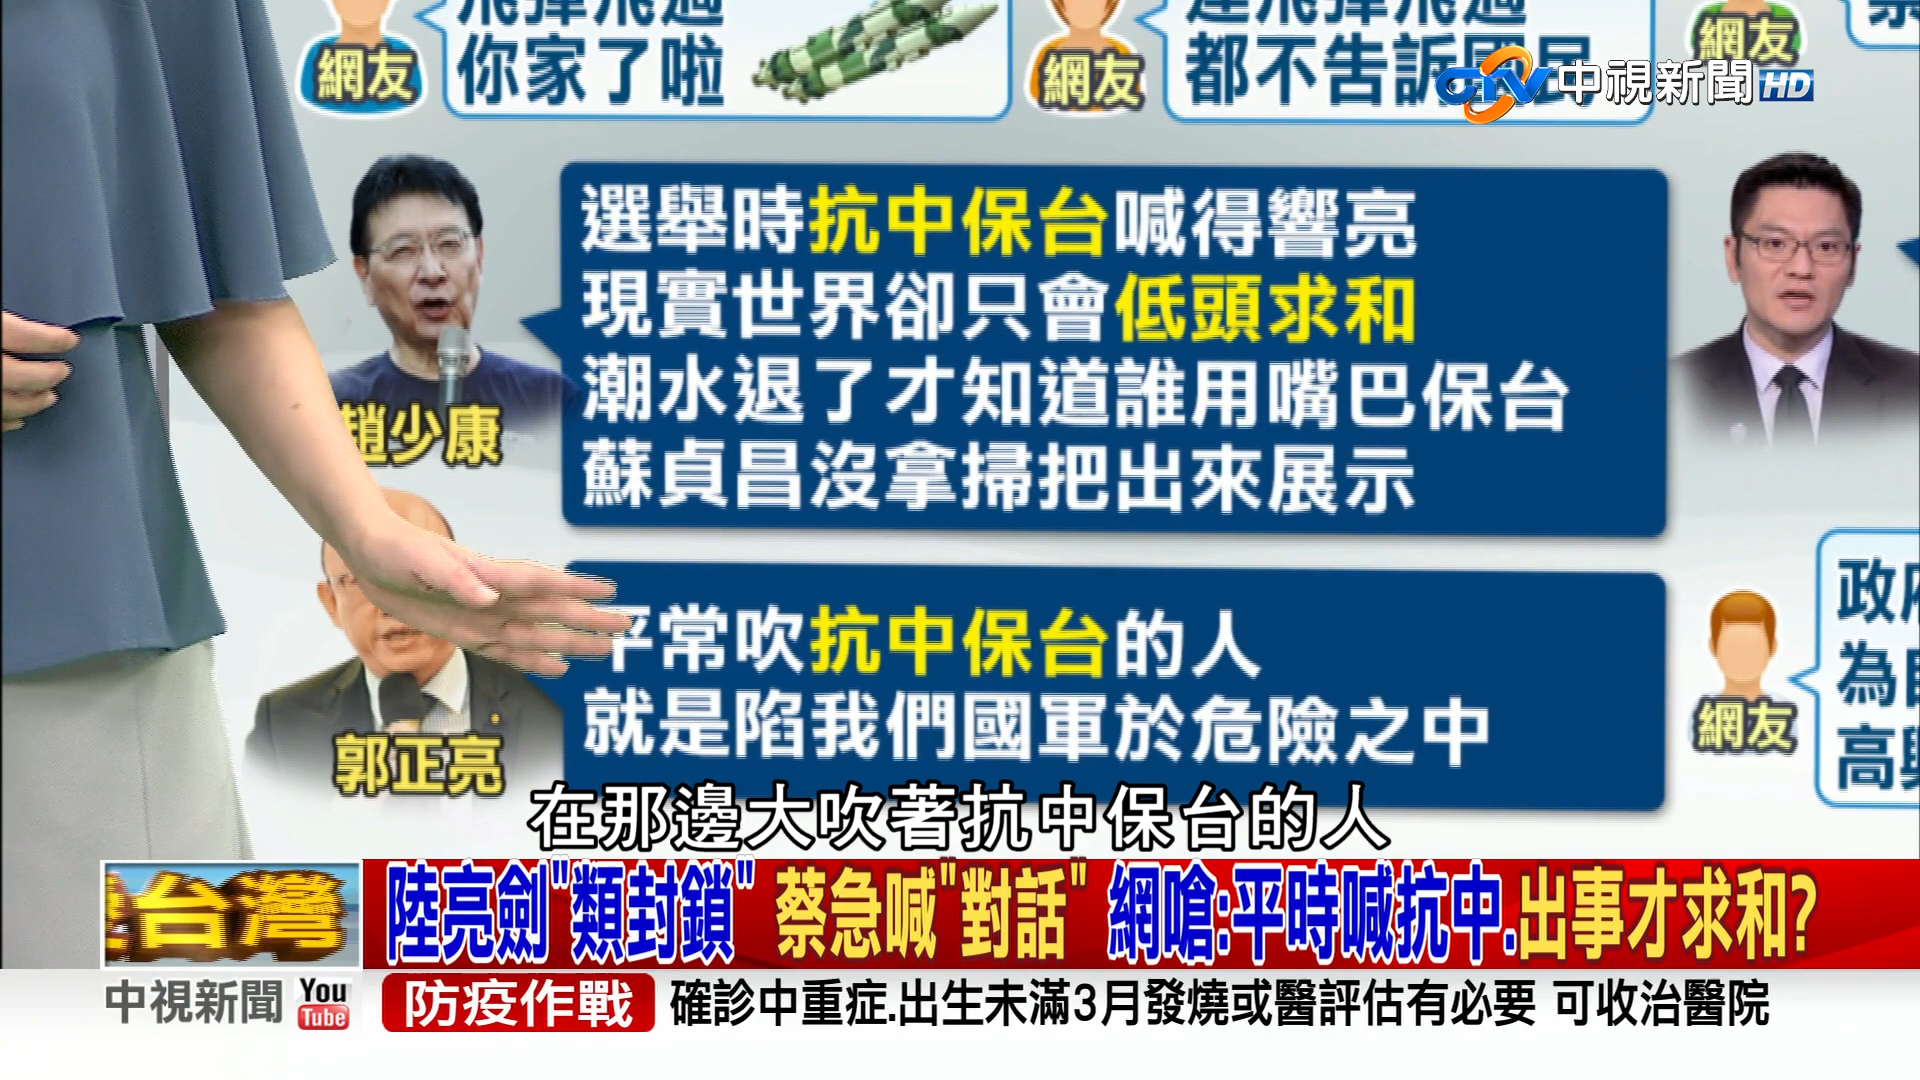 你家了啦
網友
都不告訴國民
網友
網友
中視新聞HD
選舉時抗中保台喊得響亮
現實世界卻只會低頭求和
潮水退了才知道誰用嘴巴保台
蘇貞昌沒拿掃把出來展示
趙少康
平常吹抗中保台的人
就是陷我們國軍於危險之中
郭正亮
網友
高
在那邊大吹著抗中保台的人
台灣
陸亮劍"類封鎖" 蔡急喊"對話" 網嗆:平時喊抗中.出事才求和?
中視新聞 YouTube
防疫作戰 確診中重症.出生未滿3月發燒或醫評估有必要 可收治醫院